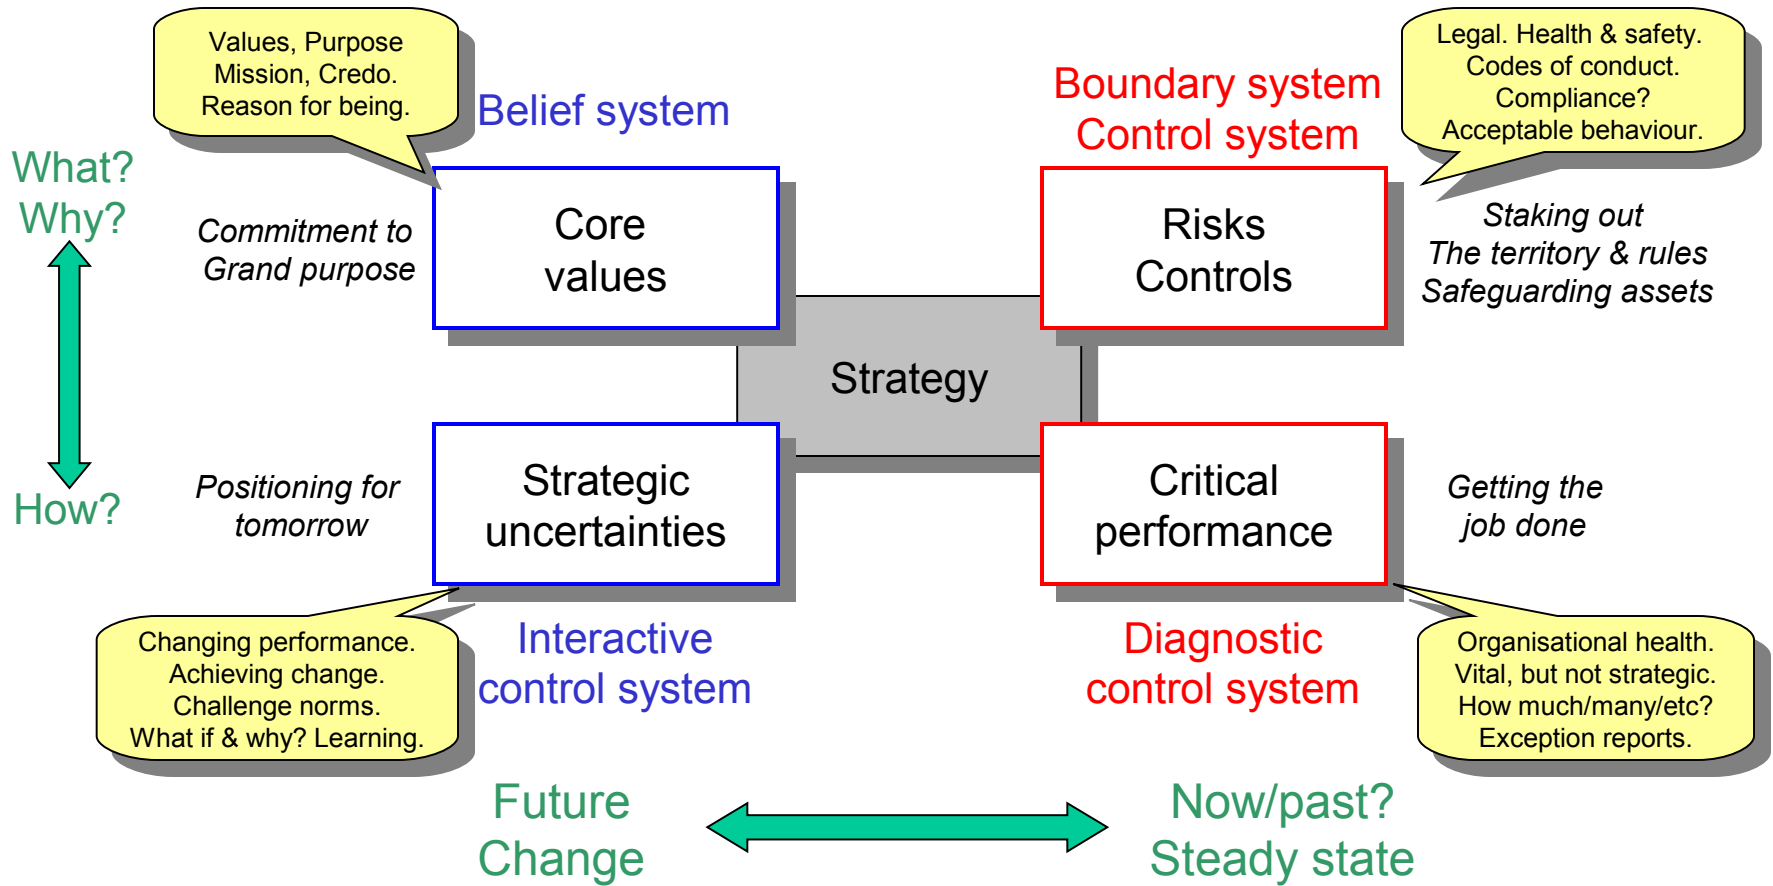 Values, Purpose
Mission, Credo.
Reason for being.
Belief system
Boundary system
Control system
Legal. Health & safety.
Codes of conduct.
Compliance?
Acceptable behaviour.
What?
Why?
Commitment to
Grand purpose
Core
values
Risks
Controls
Staking out
The territory & rules
Safeguarding assets
Strategy
How?
Positioning for
tomorrow
Strategic
uncertainties
Critical
performance
Getting the
job done
Changing performance.
Achieving change.
Challenge norms.
What if & why? Learning.
Interactive
control system
Diagnostic
control system
Organisational health.
Vital, but not strategic.
How much/many/etc?
Exception reports.
Future
Change
Now/past?
Steady state